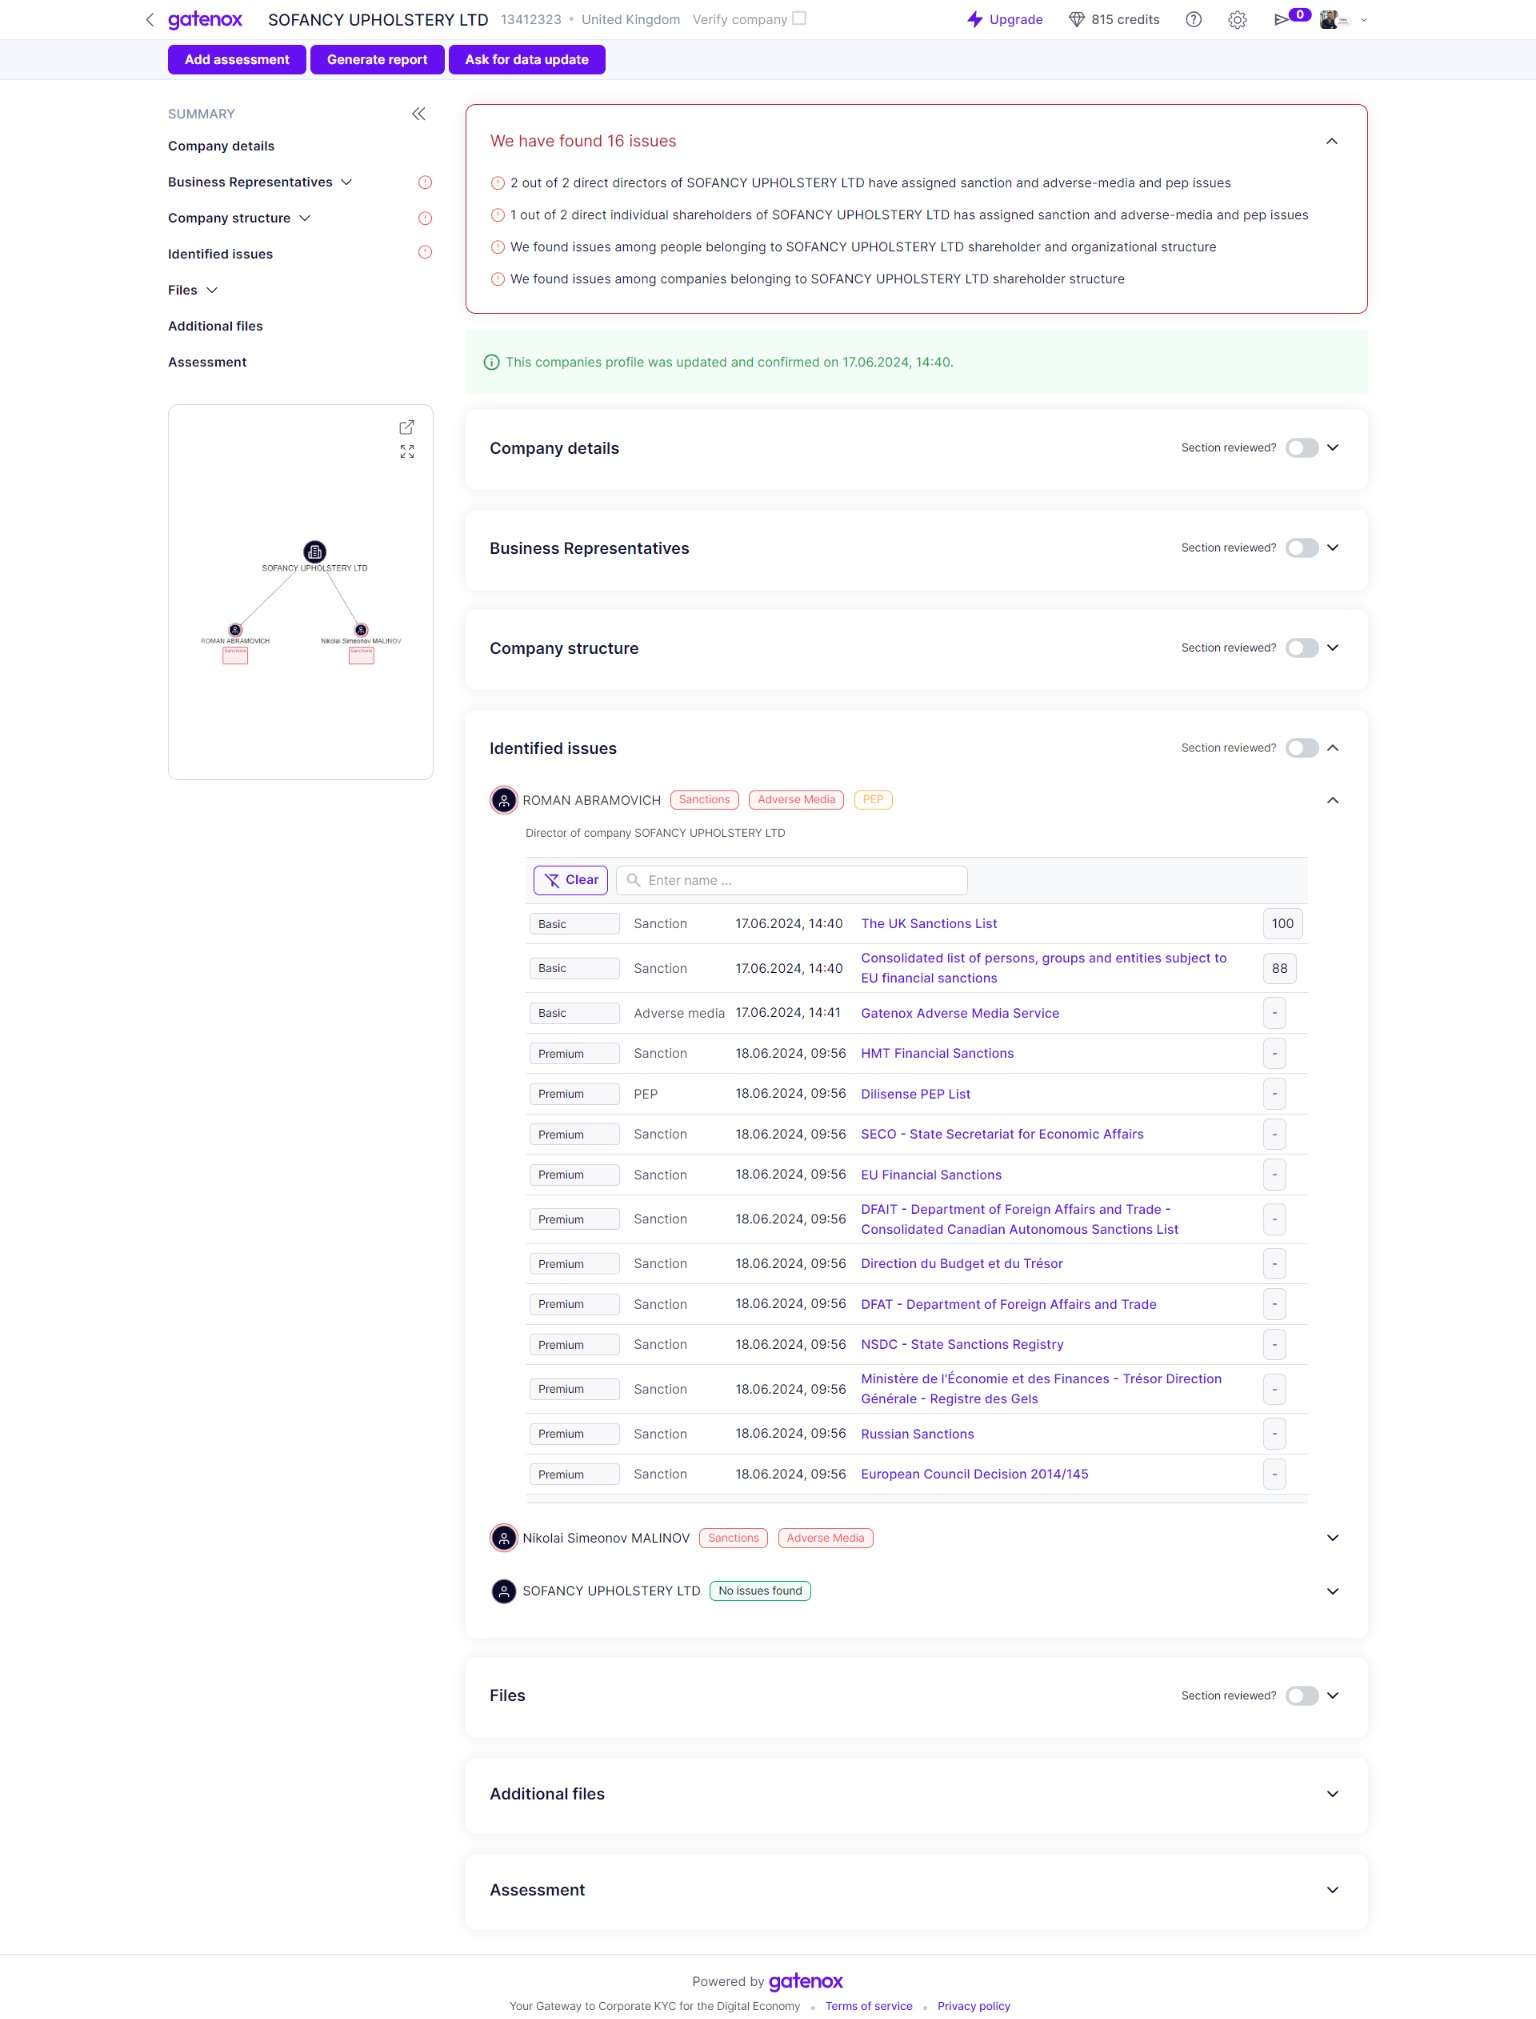 gatenox SOFANCY UPHOLSTERY LTD 13412323 • United Kingdom Verify company Upgrade 815 credits 0
Add assessment Generate report Ask for data update
SUMMARY
Company details
Business Representatives
Company structure
Identified issues
Files
Additional files
Assessment
SOFANCY UPHOLSTERY LTD
ROMAN ABRAMOVICH Nikolai Simeonov MALINOV
Sanctions Sanctions
We have found 16 issues
2 out of 2 direct directors of SOFANCY UPHOLSTERY LTD have assigned sanction and adverse-media and pep issues
1 out of 2 direct individual shareholders of SOFANCY UPHOLSTERY LTD has assigned sanction and adverse-media and pep issues
We found issues among people belonging to SOFANCY UPHOLSTERY LTD shareholder and organizational structure
We found issues among companies belonging to SOFANCY UPHOLSTERY LTD shareholder structure
This companies profile was updated and confirmed on 17.06.2024, 14:40.
Company details Section reviewed?
Business Representatives Section reviewed?
Company structure Section reviewed?
Identified issues Section reviewed?
ROMAN ABRAMOVICH Sanctions Adverse Media PEP
Director of company SOFANCY UPHOLSTERY LTD
Clear Enter name ...
Basic Sanction 17.06.2024, 14:40 The UK Sanctions List 100
Basic Sanction 17.06.2024, 14:40 Consolidated list of persons, groups and entities subject to
EU financial sanctions 88
Basic Adverse media 17.06.2024, 14:41 Gatenox Adverse Media Service -
Premium Sanction 18.06.2024, 09:56 HMT Financial Sanctions -
Premium PEP 18.06.2024, 09:56 Dilisense PEP List -
Premium Sanction 18.06.2024, 09:56 SECO - State Secretariat for Economic Affairs -
Premium Sanction 18.06.2024, 09:56 EU Financial Sanctions -
Premium Sanction 18.06.2024, 09:56 DFAIT - Department of Foreign Affairs and Trade -
Consolidated Canadian Autonomous Sanctions List -
Premium Sanction 18.06.2024, 09:56 Direction du Budget et du Trésor -
Premium Sanction 18.06.2024, 09:56 DFAT - Department of Foreign Affairs and Trade -
Premium Sanction 18.06.2024, 09:56 NSDC - State Sanctions Registry -
Premium Sanction 18.06.2024, 09:56 Ministère de l'Économie et des Finances - Trésor Direction
Générale - Registre des Gels -
Premium Sanction 18.06.2024, 09:56 Russian Sanctions -
Premium Sanction 18.06.2024, 09:56 European Council Decision 2014/145 -
Nikolai Simeonov MALINOV Sanctions Adverse Media
SOFANCY UPHOLSTERY LTD No issues found
Files Section reviewed?
Additional files
Assessment
Powered by gatenox
Your Gateway to Corporate KYC for the Digital Economy • Terms of service • Privacy policy